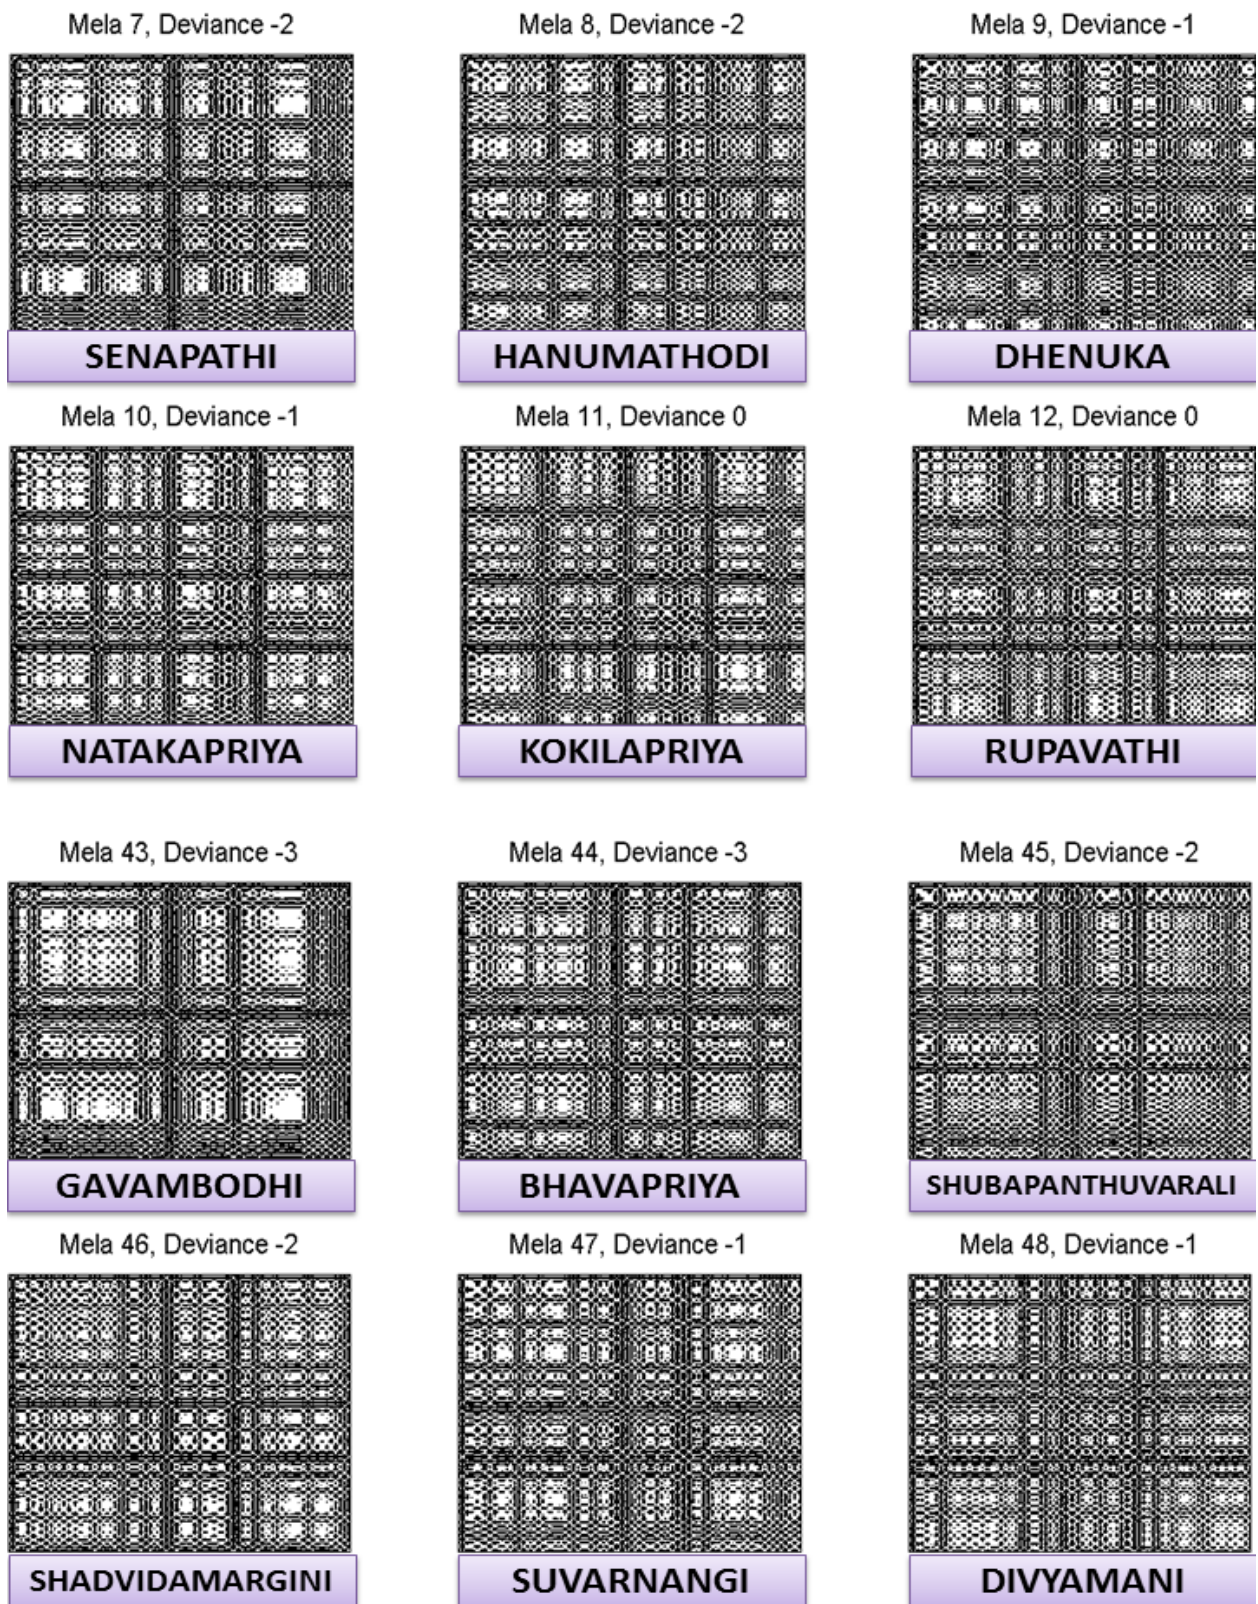 Mela 7, Deviance -2
Mela 8, Deviance -2
Mela 9, Deviance -1
SENAPATHI
HANUMATHODI
DHENUKA
Mela 10, Deviance -1
Mela 11, Deviance 0
Mela 12, Deviance 0
NATAKAPRIYA
KOKILAPRIYA
RUPAVATHI
Mela 43, Deviance -3
Mela 44, Deviance -3
Mela 45, Deviance -2
GAVAMBODHI
BHAVAPRIYA
SHUBAPANTHUVARALI
Mela 46, Deviance -2
Mela 47, Deviance -1
Mela 48, Deviance -1
SHADVIDAMARGINI
SUVARNANGI
DIVYAMANI